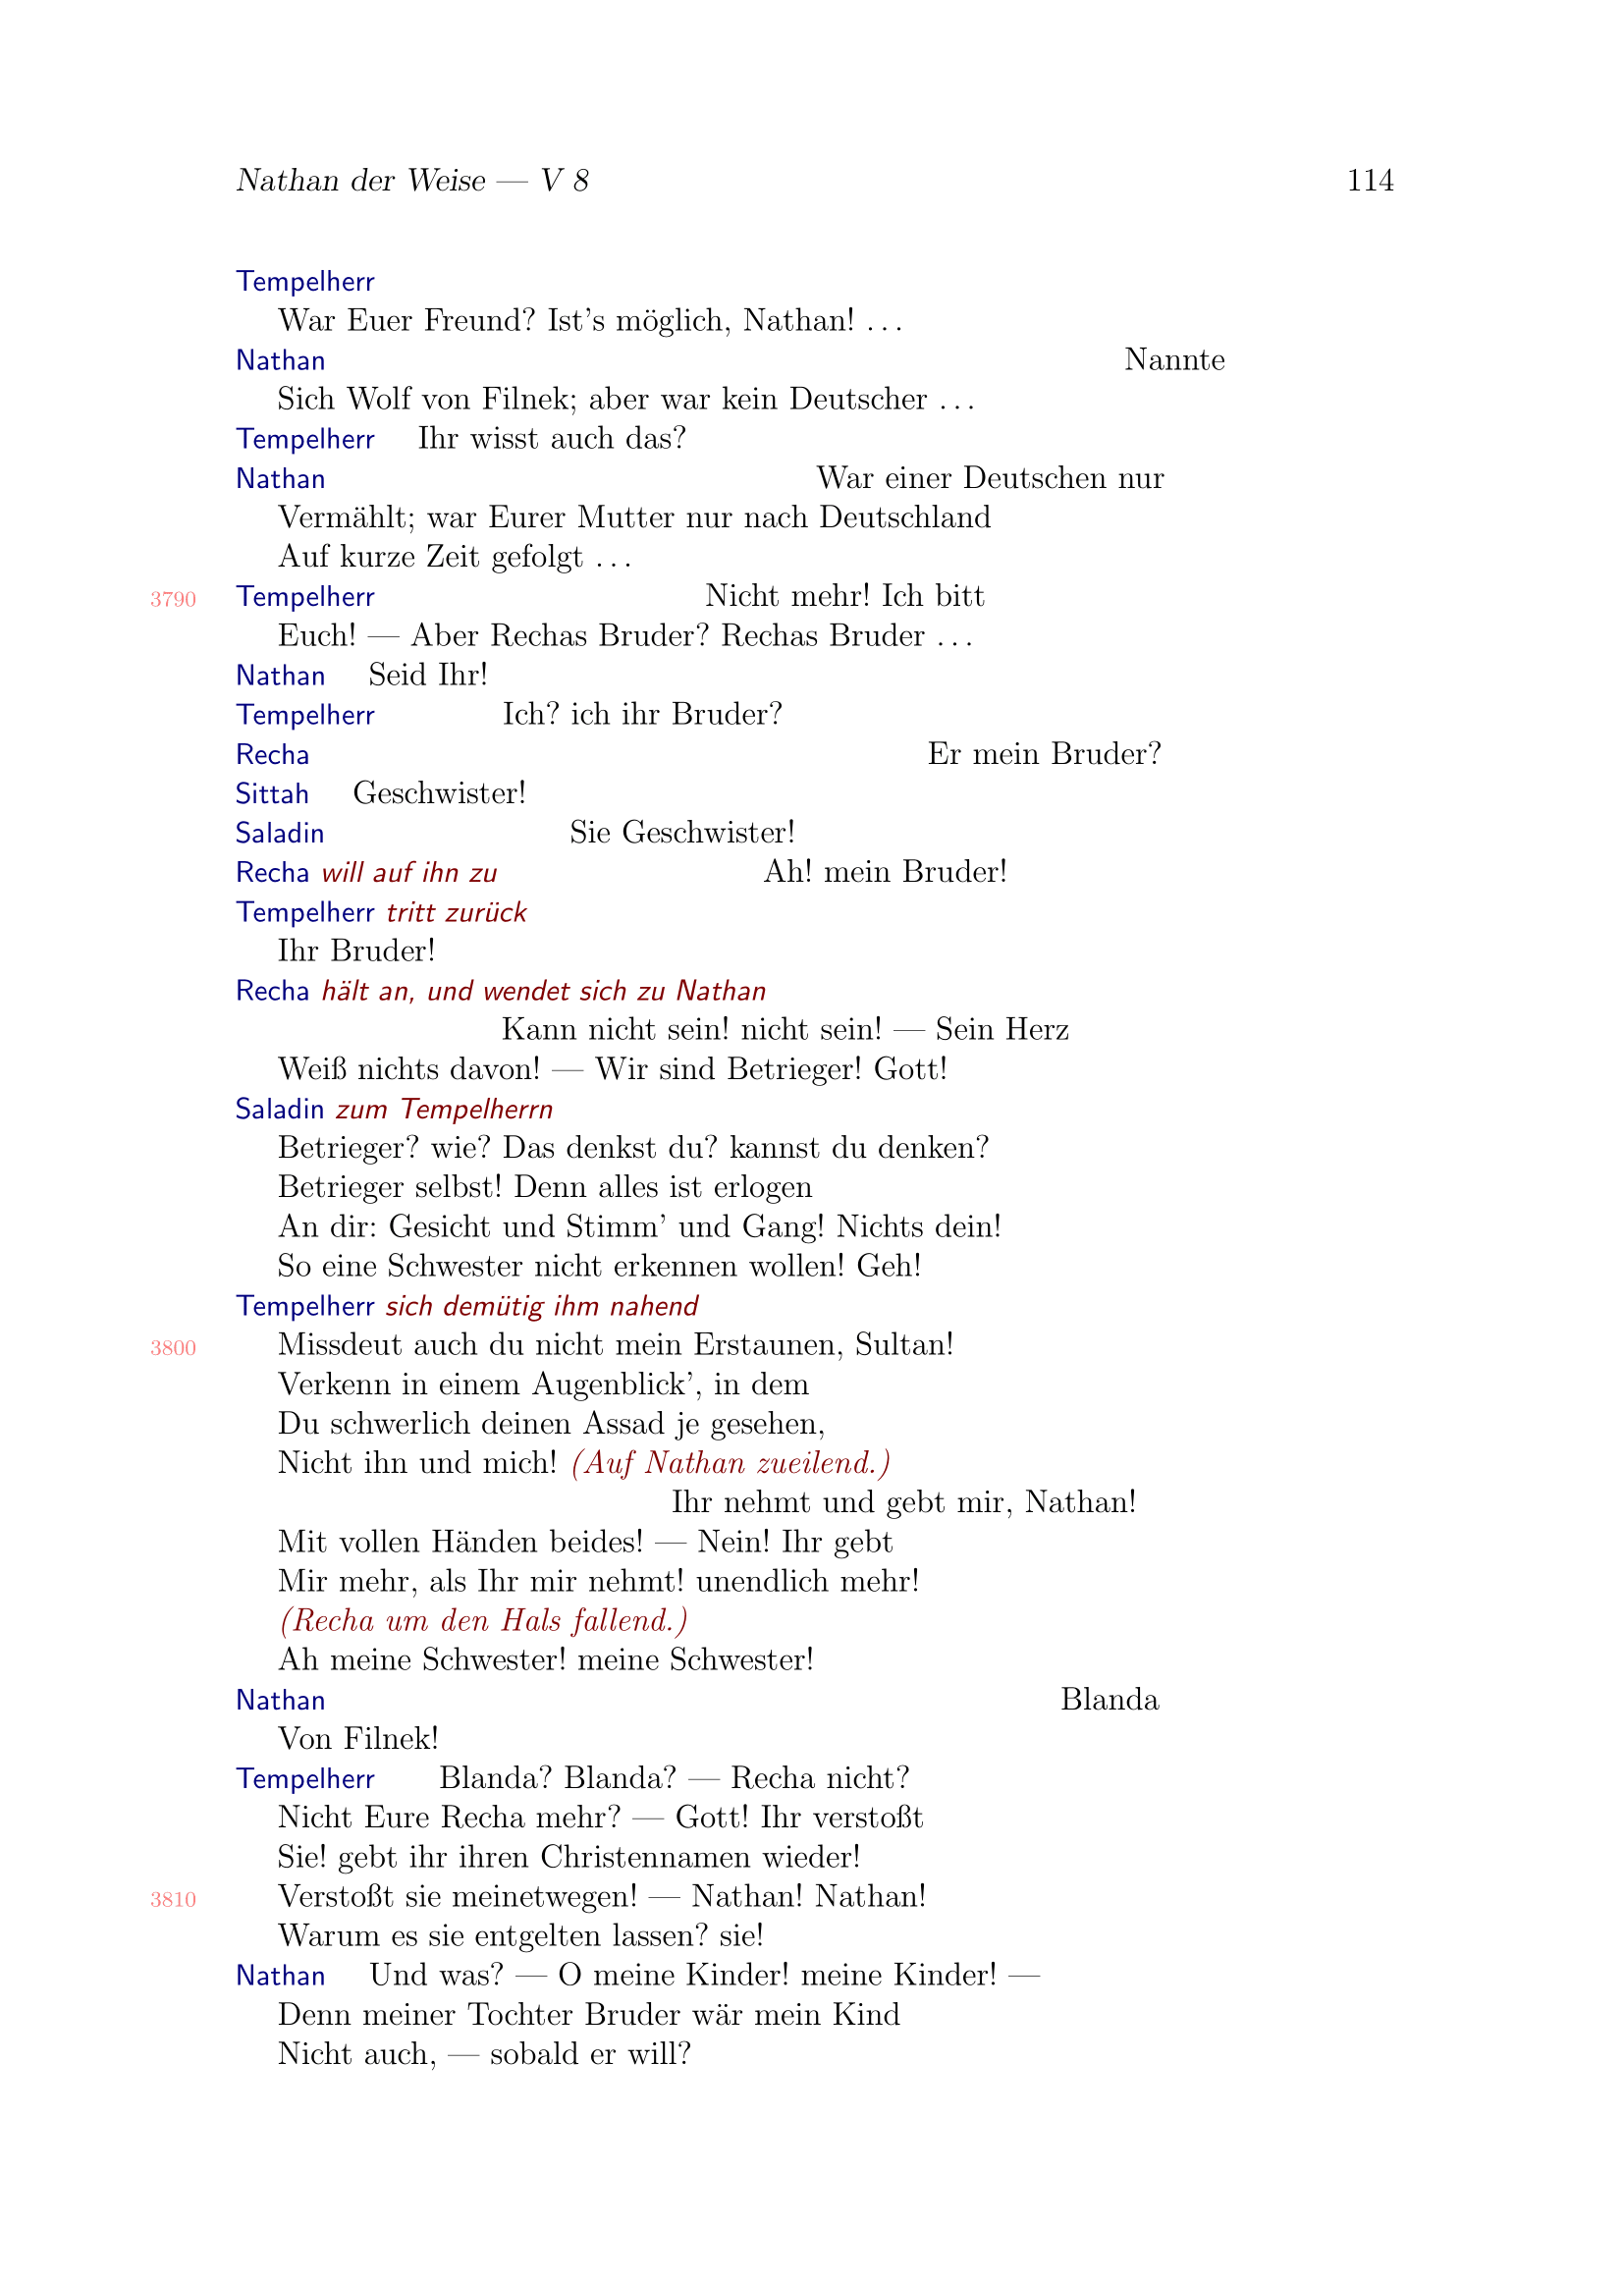 Nathan der Weise — V 8 114
Tempelherr
War Euer Freund? Ist's möglich, Nathan! …
Nathan Nannte
Sich Wolf von Filnek; aber war kein Deutscher …
Tempelherr Ihr wisst auch das?
Nathan War einer Deutschen nur
Vermählt; war Eurer Mutter nur nach Deutschland
Auf kurze Zeit gefolgt …
3790 Tempelherr Nicht mehr! Ich bitt
Euch! — Aber Rechas Bruder? Rechas Bruder …
Nathan Seid Ihr!
Tempelherr Ich? ich ihr Bruder?
Recha Er mein Bruder?
Sittah Geschwister!
Saladin Sie Geschwister!
Recha will auf ihn zu Ah! mein Bruder!
Tempelherr tritt zurück
Ihr Bruder!
Recha hält an, und wendet sich zu Nathan
Kann nicht sein! nicht sein! — Sein Herz
Weiß nichts davon! — Wir sind Betrieger! Gott!
Saladin zum Tempelherrn
Betrieger? wie? Das denkst du? kannst du denken?
Betrieger selbst! Denn alles ist erlogen
An dir: Gesicht und Stimm' und Gang! Nichts dein!
So eine Schwester nicht erkennen wollen! Geh!
Tempelherr sich demütig ihm nahend
3800 Missdeut auch du nicht mein Erstaunen, Sultan!
Verkenn in einem Augenblick', in dem
Du schwerlich deinen Assad je gesehen,
Nicht ihn und mich! (Auf Nathan zueilend.)
Ihr nehmt und gebt mir, Nathan!
Mit vollen Händen beides! — Nein! Ihr gebt
Mir mehr, als Ihr mir nehmt! unendlich mehr!
(Recha um den Hals fallend.)
Ah meine Schwester! meine Schwester!
Nathan Blanda
Von Filnek!
Tempelherr Blanda? Blanda? — Recha nicht?
Nicht Eure Recha mehr? — Gott! Ihr verstoßt
Sie! gebt ihr ihren Christennamen wieder!
3810 Verstoßt sie meinetwegen! — Nathan! Nathan!
Warum es sie entgelten lassen? sie!
Nathan Und was? — O meine Kinder! meine Kinder! —
Denn meiner Tochter Bruder wär mein Kind
Nicht auch, — sobald er will?